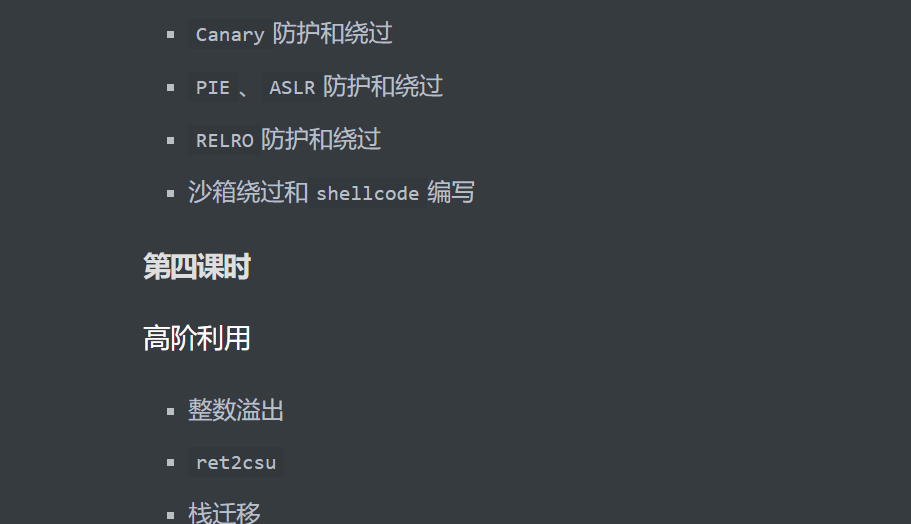 Canary 防护和绕过
PIE 、 ASLR 防护和绕过
RELRO 防护和绕过
沙箱绕过和 shellcode 编写
第四课时
高阶利用
整数溢出
ret2csu
栈迁移